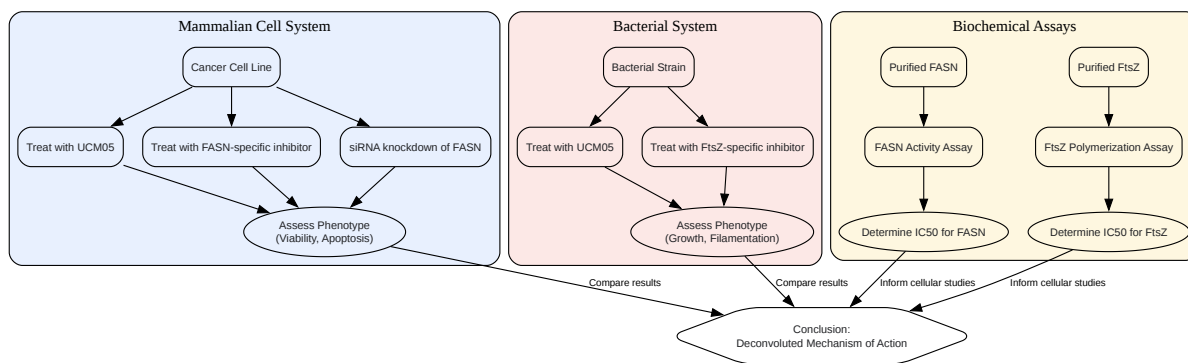 Mammalian Cell System
Cancer Cell Line
Treat with UCM05
Treat with FASN-specific inhibitor
siRNA knockdown of FASN
Assess Phenotype
(Viability, Apoptosis)
Bacterial System
Bacterial Strain
Treat with UCM05
Treat with FtsZ-specific inhibitor
Assess Phenotype
(Growth, Filamentation)
Biochemical Assays
Purified FASN
Purified FtsZ
FASN Activity Assay
FtsZ Polymerization Assay
Determine IC50 for FASN
Determine IC50 for FtsZ
Compare results
Compare results
Inform cellular studies
Inform cellular studies
Conclusion:
Deconvoluted Mechanism of Action